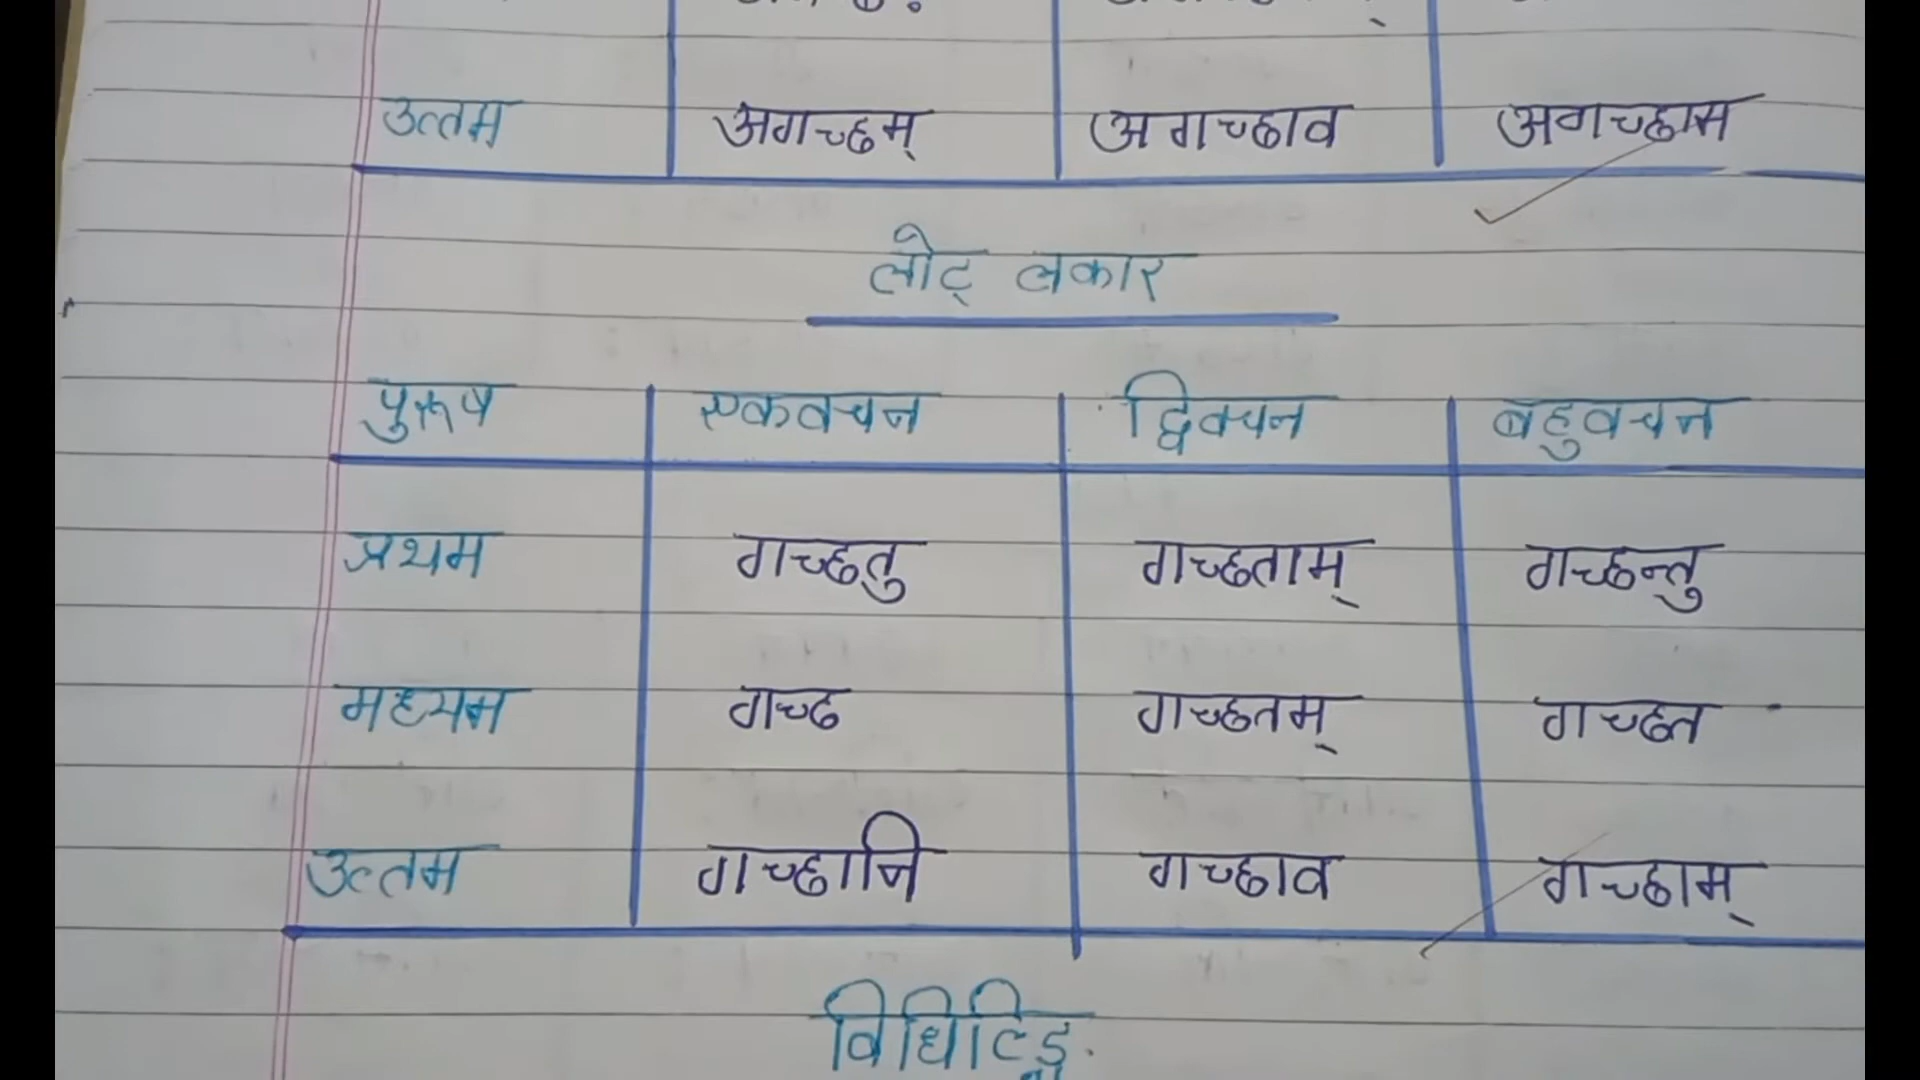 उत्तम अगच्छम् अगच्छाव अगच्छाम
लोट् लकार
पुरूष एकवचन द्विवचन बहुवचन
प्रथम गच्छतु गच्छताम् गच्छन्तु
मध्यम गच्छ गच्छतम् गच्छत
उत्तम गच्छानि गच्छाव गच्छाम्
विधिलिङ्ग